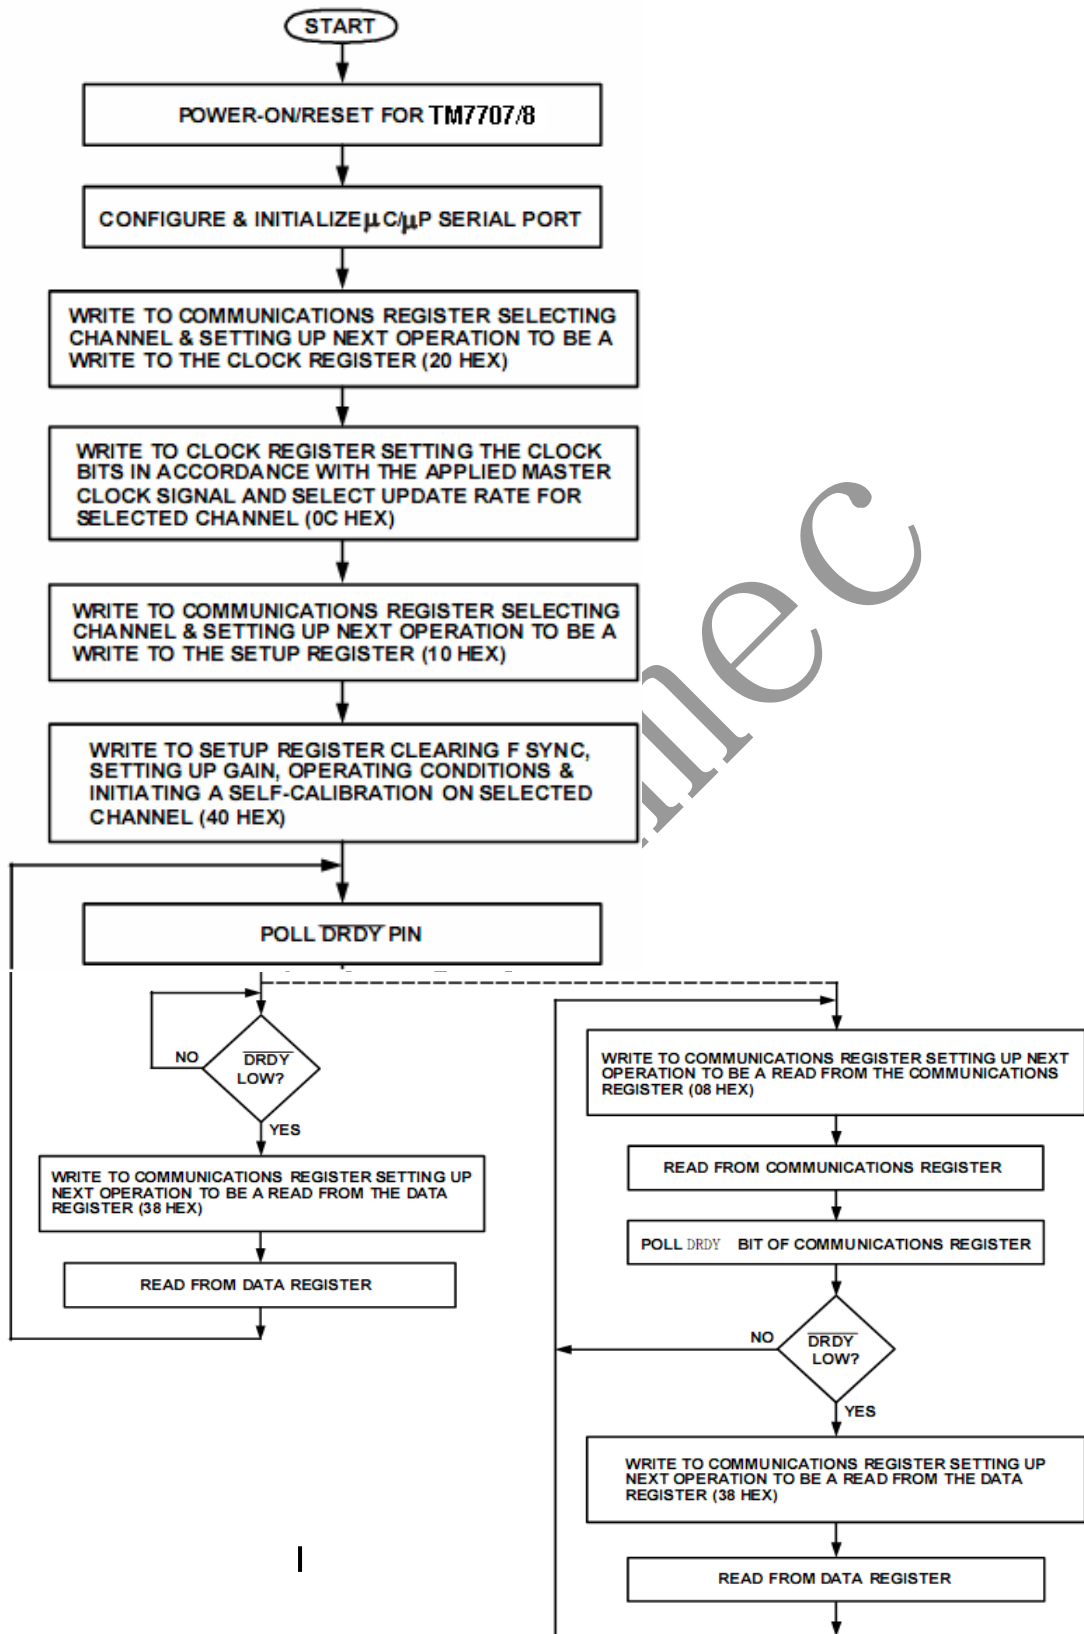 START
POWER-ON/RESET FOR TM7707/8
CONFIGURE & INITIALIZE μC/μP SERIAL PORT
WRITE TO COMMUNICATIONS REGISTER SELECTING
CHANNEL & SETTING UP NEXT OPERATION TO BE A
WRITE TO THE CLOCK REGISTER (20 HEX)
WRITE TO CLOCK REGISTER SETTING THE CLOCK
BITS IN ACCORDANCE WITH THE APPLIED MASTER
CLOCK SIGNAL AND SELECT UPDATE RATE FOR
SELECTED CHANNEL (0C HEX)
WRITE TO COMMUNICATIONS REGISTER SELECTING
CHANNEL & SETTING UP NEXT OPERATION TO BE A
WRITE TO THE SETUP REGISTER (10 HEX)
WRITE TO SETUP REGISTER CLEARING F SYNC,
SETTING UP GAIN, OPERATING CONDITIONS &
INITIATING A SELF-CALIBRATION ON SELECTED
CHANNEL (40 HEX)
POLL DRDY PIN
NO
DRDY
LOW?
YES
WRITE TO COMMUNICATIONS REGISTER SETTING UP
NEXT OPERATION TO BE A READ FROM THE DATA
REGISTER (38 HEX)
READ FROM DATA REGISTER
WRITE TO COMMUNICATIONS REGISTER SETTING UP NEXT
OPERATION TO BE A READ FROM THE COMMUNICATIONS
REGISTER (08 HEX)
READ FROM COMMUNICATIONS REGISTER
POLL DRDY BIT OF COMMUNICATIONS REGISTER
NO
DRDY
LOW?
YES
WRITE TO COMMUNICATIONS REGISTER SETTING UP
NEXT OPERATION TO BE A READ FROM THE DATA
REGISTER (38 HEX)
READ FROM DATA REGISTER